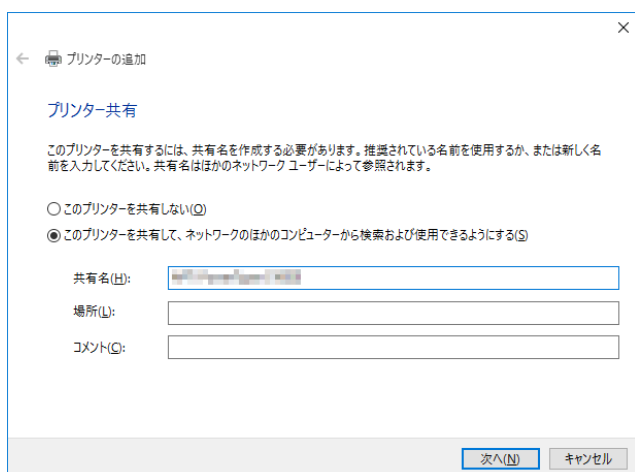 プリンターの追加
プリンター共有
このプリンターを共有するには、共有名を作成する必要があります。推奨されている名前を使用するか、または新しく名
前を入力してください。共有名はほかのネットワーク ユーザーによって参照されます。
このプリンターを共有しない(O)
このプリンターを共有して、ネットワークのほかのコンピューターから検索および使用できるようにする(S)
共有名(H):
場所(L):
コメント(C):
次へ(N) キャンセル